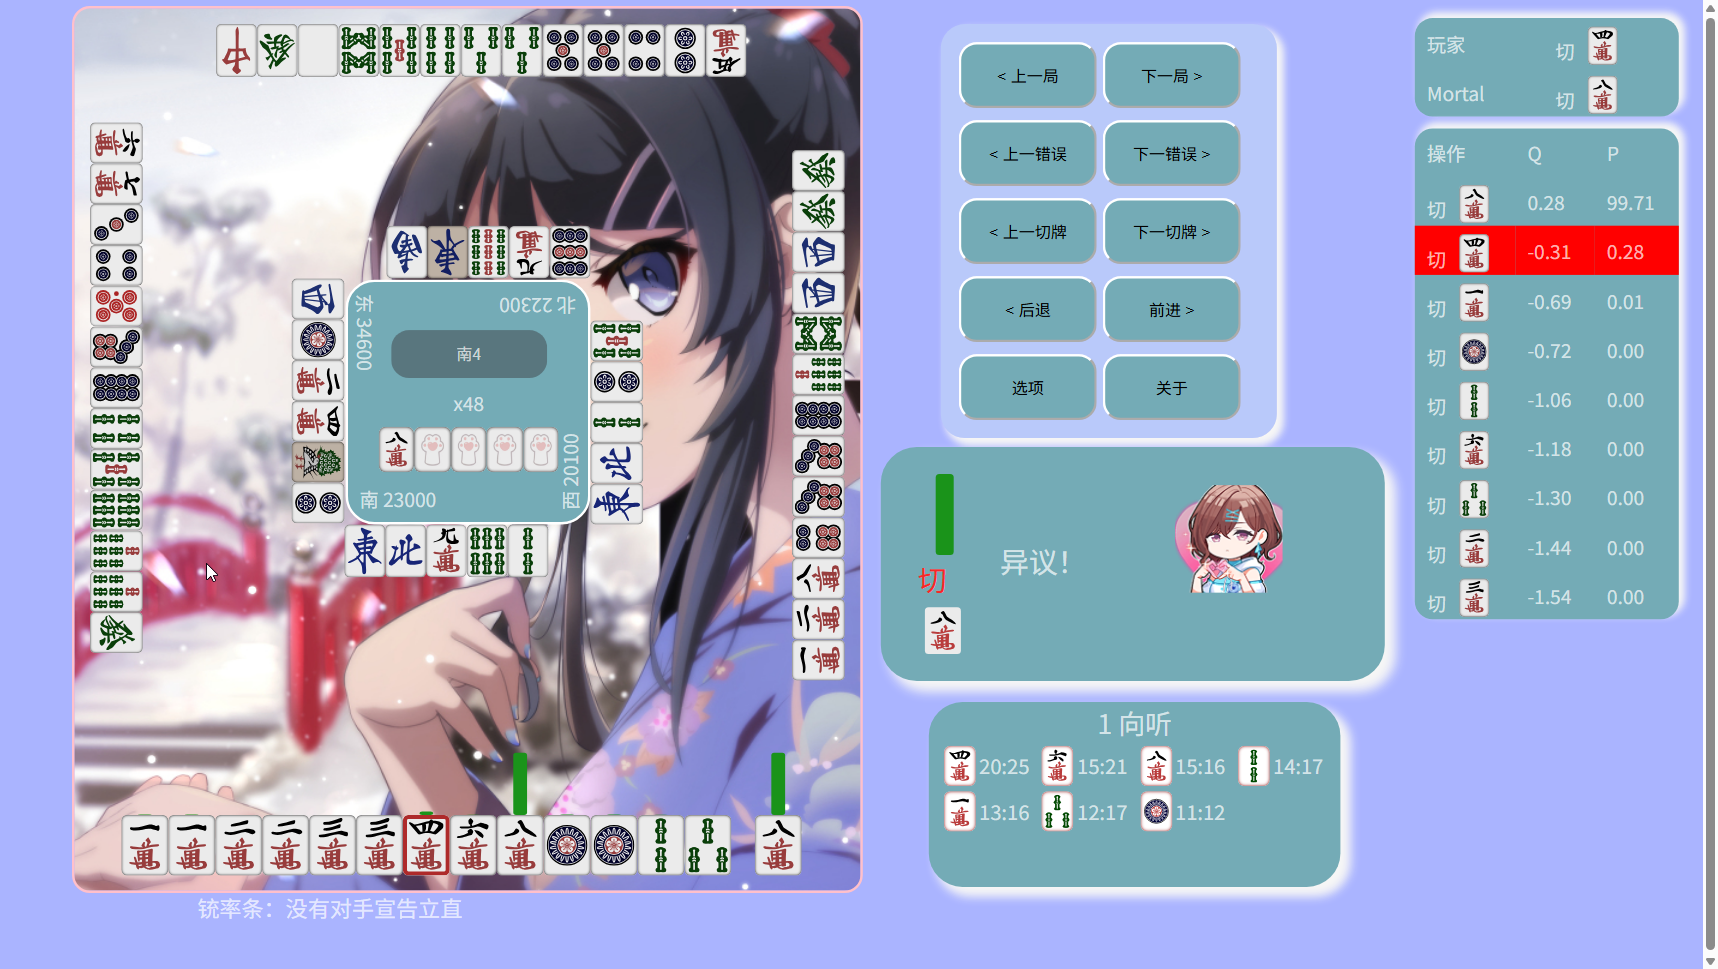 东 34600
北 22300
南4
x48
南 23000
西 20100
铳率条：没有对手宣告立直
< 上一局
下一局 >
< 上一错误
下一错误 >
< 上一切牌
下一切牌 >
< 后退
前进 >
选项
关于
切
异议！
1 向听
20:25
15:21
15:16
14:17
13:16
12:17
11:12
玩家 切
Mortal 切
操作 Q P
切 0.28 99.71
切 -0.31 0.28
切 -0.69 0.01
切 -0.72 0.00
切 -1.06 0.00
切 -1.18 0.00
切 -1.30 0.00
切 -1.44 0.00
切 -1.54 0.00